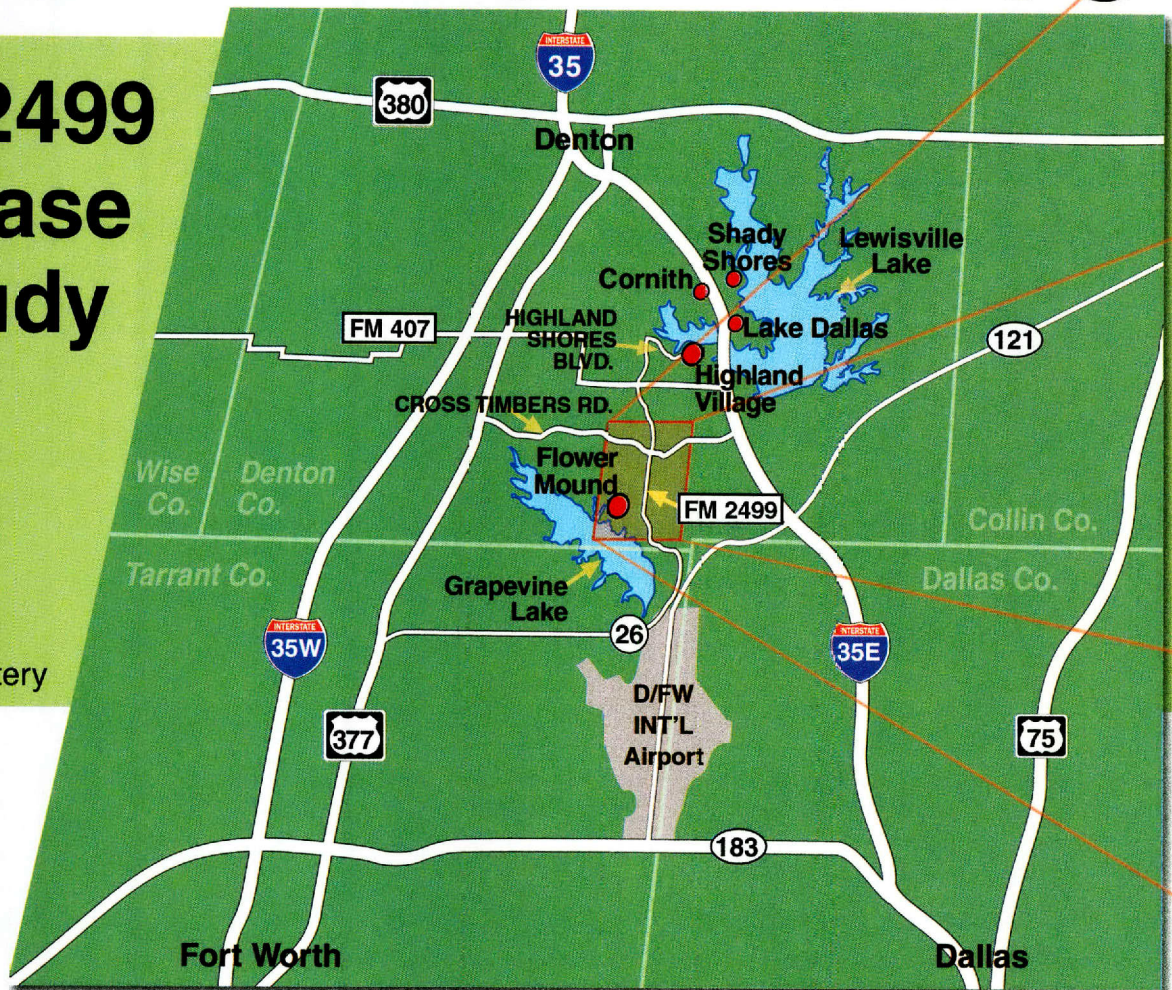 2499
ase
udy
tery
INTERSTATE
35
380
Denton
Shady
Shores
Lewisville
Lake
Cornith
FM 407
HIGHLAND
SHORES
BLVD.
Lake Dallas
121
Highland
Village
CROSS TIMBERS RD.
Wise
Co.
Denton
Co.
Flower
Mound
FM 2499
Collin Co.
Tarrant Co.
Dallas Co.
Grapevine
Lake
26
INTERSTATE
35W
INTERSTATE
35E
D/FW
INT'L
Airport
377
75
183
Fort Worth
Dallas